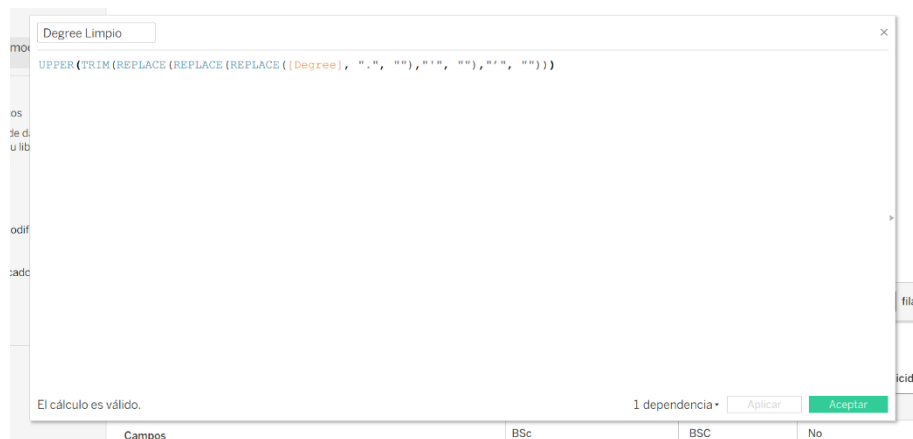 Degree Limpio
×
UPPER(TRIM(REPLACE(REPLACE(REPLACE([Degree], ".", ""),"'", ""),"’", "")))
os
de d
u lib
odif
cado
fila
icid
El cálculo es válido.
1 dependencia
Aplicar
Aceptar
Campos
BSc
BSC
No